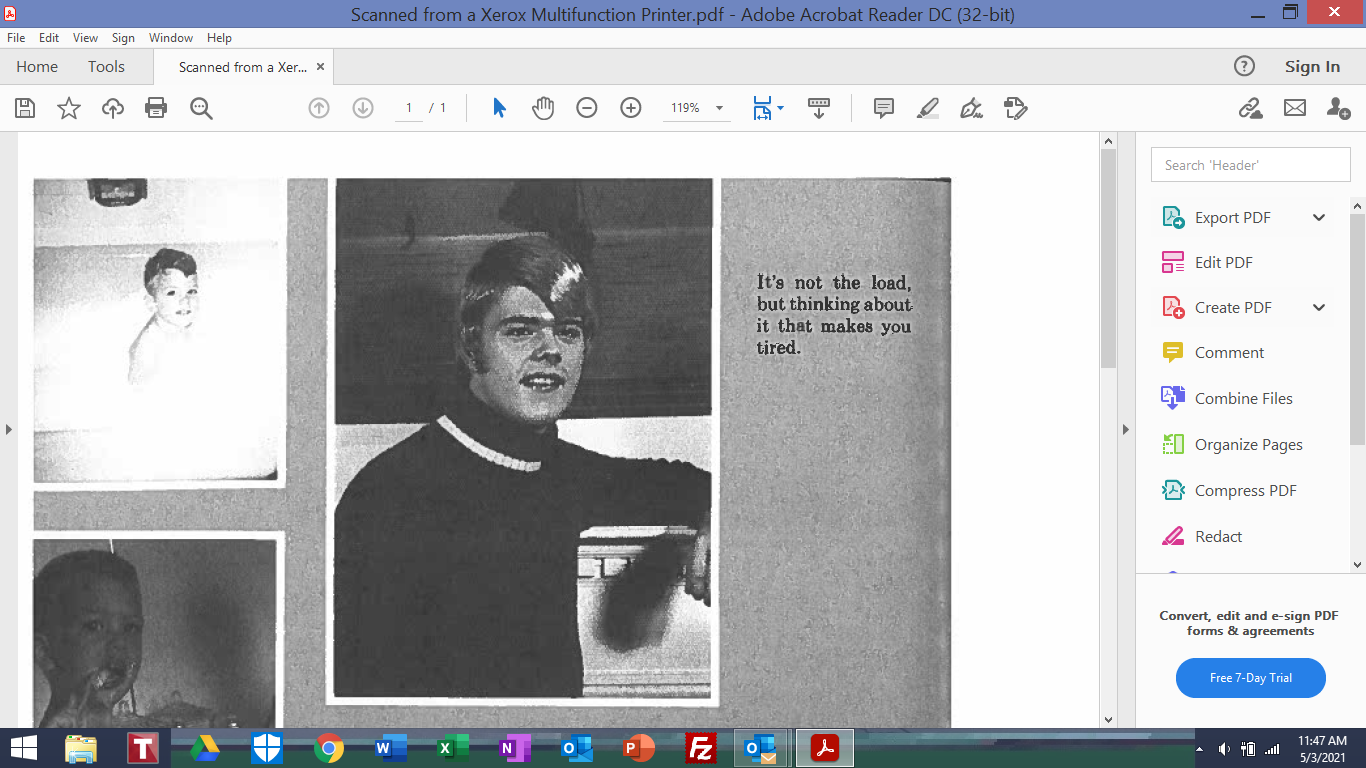 Scanned from a Xerox Multifunction Printer.pdf - Adobe Acrobat Reader DC (32-bit)
File Edit View Sign Window Help
Home Tools Scanned from a Xer... × ? Sign In
1 / 1 119%
Search 'Header'
Export PDF
Edit PDF
Create PDF
Comment
Combine Files
Organize Pages
Compress PDF
Redact
Convert, edit and e-sign PDF
forms & agreements
Free 7-Day Trial
It's not the load,
but thinking about
it that makes you
tired.
T W X N O P Fz O
11:47 AM
5/3/2021